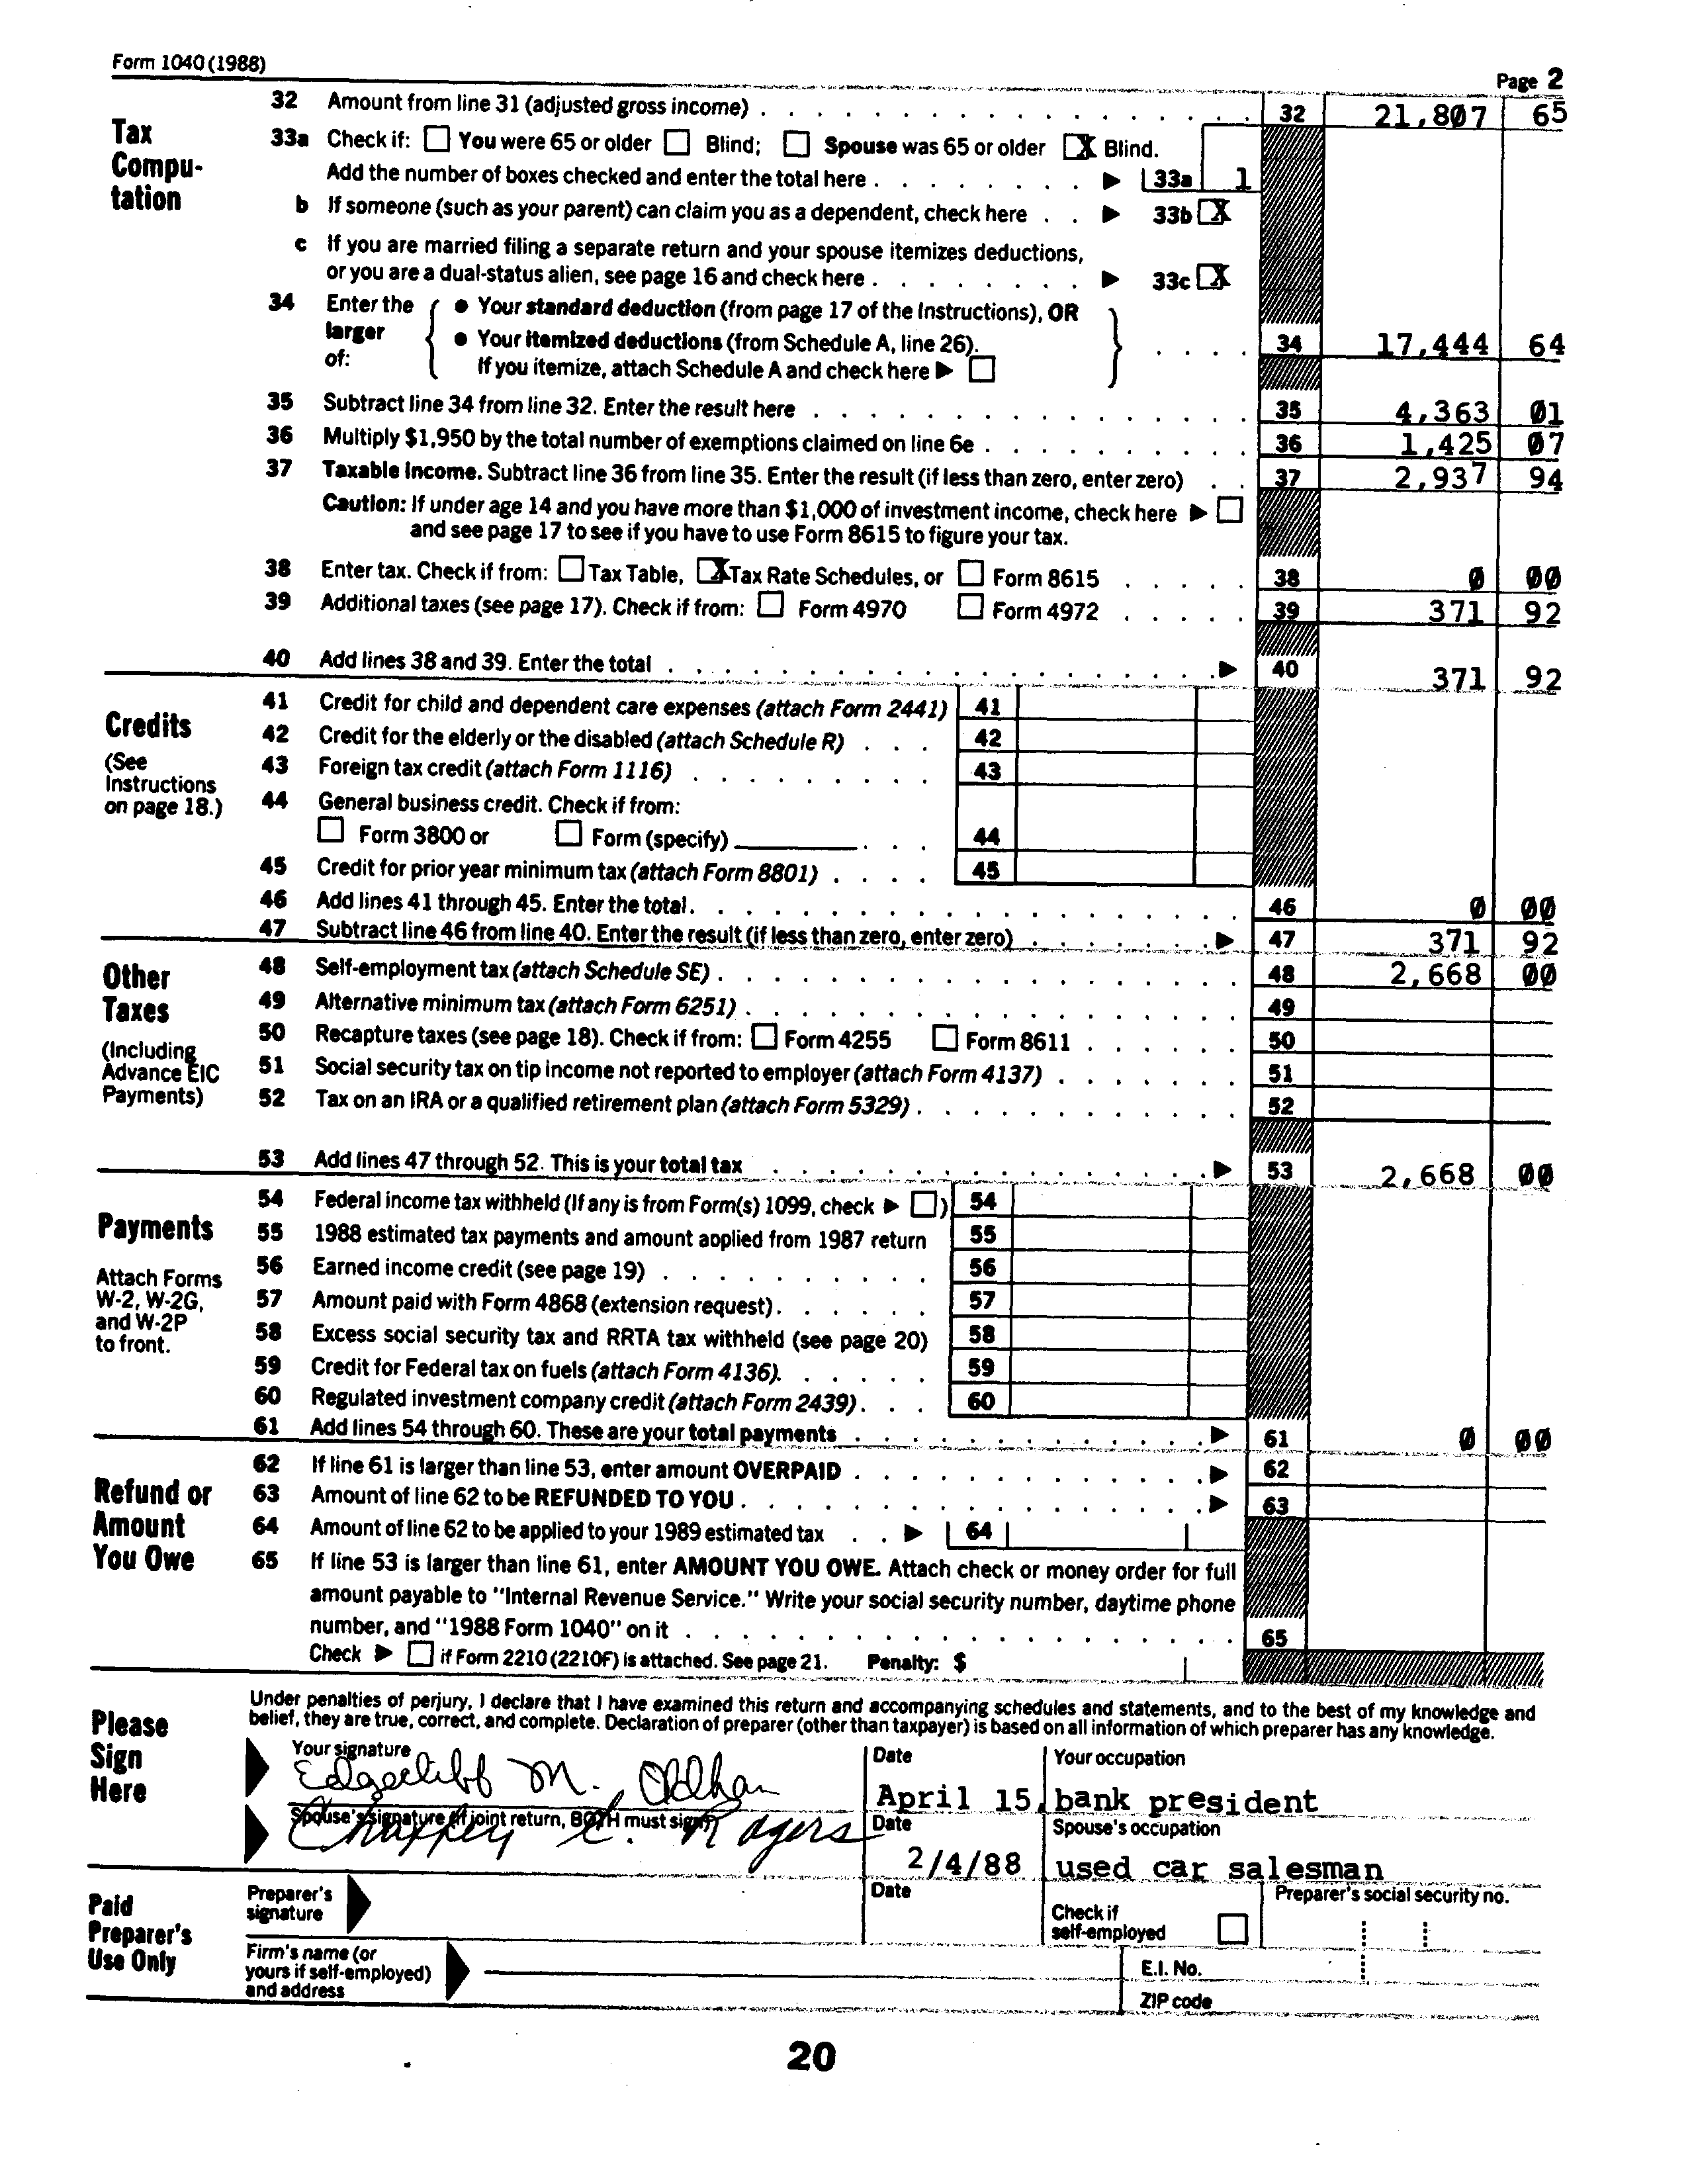 Form 1040 (1988)
Page 2
Tax Compu-tation
32 Amount from line 31 (adjusted gross income) . . . . 32 21,807 65
33a Check if: ☐ You were 65 or older ☐ Blind; ☐ Spouse was 65 or older ☒ Blind.
Add the number of boxes checked and enter the total here . . . ▶ 33a 1
b If someone (such as your parent) can claim you as a dependent, check here . . ▶ 33b ☒
c If you are married filing a separate return and your spouse itemizes deductions,
or you are a dual-status alien, see page 16 and check here . . . ▶ 33c ☒
34 Enter the larger of:
● Your standard deduction (from page 17 of the Instructions), OR
● Your itemized deductions (from Schedule A, line 26). . . . . 34 17,444 64
If you itemize, attach Schedule A and check here ▶ ☐
35 Subtract line 34 from line 32. Enter the result here . . . . 35 4,363 01
36 Multiply $1,950 by the total number of exemptions claimed on line 6e . . . . 36 1,425 07
37 Taxable income. Subtract line 36 from line 35. Enter the result (if less than zero, enter zero) . . 37 2,937 94
Caution: If under age 14 and you have more than $1,000 of investment income, check here ▶ ☐
and see page 17 to see if you have to use Form 8615 to figure your tax.
38 Enter tax. Check if from: ☐ Tax Table, ☒ Tax Rate Schedules, or ☐ Form 8615 . . . . 38 0 00
39 Additional taxes (see page 17). Check if from: ☐ Form 4970 ☐ Form 4972 . . . . 39 371 92
40 Add lines 38 and 39. Enter the total . . . . ▶ 40 371 92
Credits
(See Instructions on page 18.)
41 Credit for child and dependent care expenses (attach Form 2441) 41
42 Credit for the elderly or the disabled (attach Schedule R) . . . 42
43 Foreign tax credit (attach Form 1116) . . . . 43
44 General business credit. Check if from:
☐ Form 3800 or ☐ Form (specify) . . . 44
45 Credit for prior year minimum tax (attach Form 8801) . . . . 45
46 Add lines 41 through 45. Enter the total. . . . . 46 0 00
47 Subtract line 46 from line 40. Enter the result (if less than zero, enter zero) . . . . ▶ 47 371 92
Other Taxes
(Including Advance EIC Payments)
48 Self-employment tax (attach Schedule SE) . . . . 48 2,668 00
49 Alternative minimum tax (attach Form 6251) . . . . 49
50 Recapture taxes (see page 18). Check if from: ☐ Form 4255 ☐ Form 8611 . . . . 50
51 Social security tax on tip income not reported to employer (attach Form 4137) . . . . 51
52 Tax on an IRA or a qualified retirement plan (attach Form 5329) . . . . 52
53 Add lines 47 through 52. This is your total tax . . . . ▶ 53 2,668 00
Payments
Attach Forms W-2, W-2G, and W-2P to front.
54 Federal income tax withheld (If any is from Form(s) 1099, check ▶ ☐) 54
55 1988 estimated tax payments and amount applied from 1987 return 55
56 Earned income credit (see page 19) . . . . 56
57 Amount paid with Form 4868 (extension request) . . . . 57
58 Excess social security tax and RRTA tax withheld (see page 20) 58
59 Credit for Federal tax on fuels (attach Form 4136). . . . . 59
60 Regulated investment company credit (attach Form 2439) . . . 60
61 Add lines 54 through 60. These are your total payments . . . . ▶ 61 0 00
Refund or Amount You Owe
62 If line 61 is larger than line 53, enter amount OVERPAID . . . . ▶ 62
63 Amount of line 62 to be REFUNDED TO YOU . . . . ▶ 63
64 Amount of line 62 to be applied to your 1989 estimated tax . . ▶ 64
65 If line 53 is larger than line 61, enter AMOUNT YOU OWE. Attach check or money order for full
amount payable to "Internal Revenue Service." Write your social security number, daytime phone
number, and "1988 Form 1040" on it . . . . 65
Check ▶ ☐ if Form 2210 (2210F) is attached. See page 21. Penalty: $
Please Sign Here
Under penalties of perjury, I declare that I have examined this return and accompanying schedules and statements, and to the best of my knowledge and
belief, they are true, correct, and complete. Declaration of preparer (other than taxpayer) is based on all information of which preparer has any knowledge.
Your signature Date Your occupation
M. Oldhan April 15, bank president
Spouse's signature (if joint return, BOTH must sign) Date Spouse's occupation
Rogers 2/4/88 used car salesman
Paid Preparer's Use Only
Preparer's signature Date Check if self-employed ☐ Preparer's social security no.
Firm's name (or yours if self-employed) and address
E.I. No.
ZIP code
20